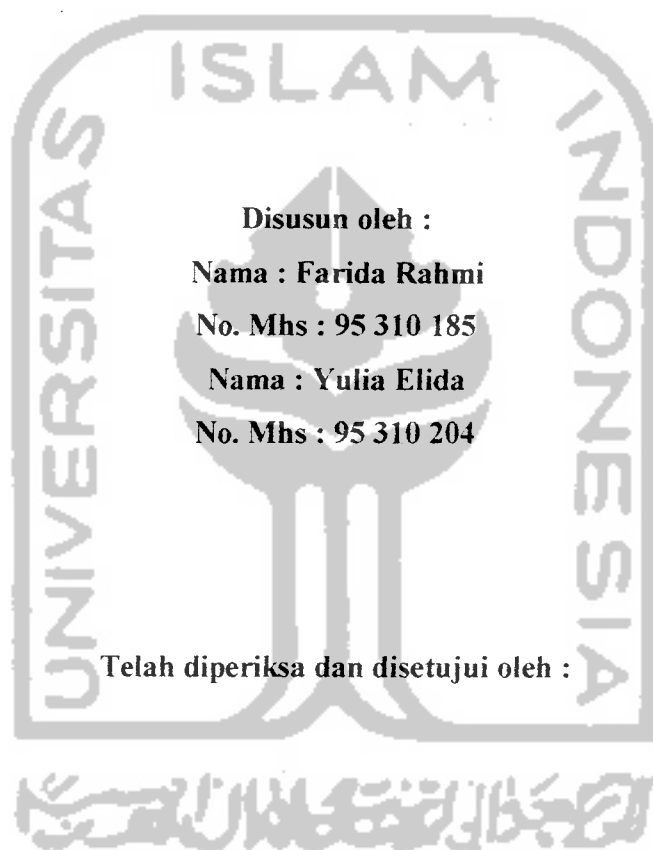 UNIVERSITAS ISLAM INDONESIA
Disusun oleh :
Nama : Farida Rahmi
No. Mhs : 95 310 185
Nama : Yulia Elida
No. Mhs : 95 310 204
Telah diperiksa dan disetujui oleh :